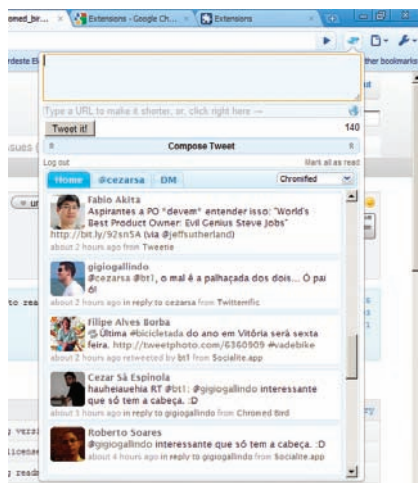 omed_bir...
Extensions - Google Ch...
Extensions
rdeste El
ther bookmarks
Type a URL to make it shorter, or, click right here →
Tweet it!
140
Compose Tweet
Log out
Mark all as read
Home
@cezarsa
DM
Chromified
Fabio Akita
Aspirantes a PO *devem* entender isso: "World's
Best Product Owner: Evil Genius Steve Jobs"
http://bit.ly/92sn5A (via @jeffsutherland)
about 2 hours ago from Tweetie
gigiogallindo
@cezarsa @bt1, o mal é a palhaçada dos dois... Ó pai
ó!
about 2 hours ago in reply to cezarsa from Twitterrific
Filipe Alves Borba
Última #bicicletada do ano em Vitória será sexta
feira. http://tweetphoto.com/6360909 #vadebike
about 2 hours ago retweeted by bt1 from Socialite.app
Cezar Sá Espinola
hauheiauehia RT @bt1: @gigiogallindo interessante
que só tem a cabeça. :D
about 3 hours ago in reply to gigiogallindo from Chromed Bird
Roberto Soares
@gigiogallindo interessante que só tem a cabeça. :D
about 4 hours ago in reply to gigiogallindo from Socialite.app